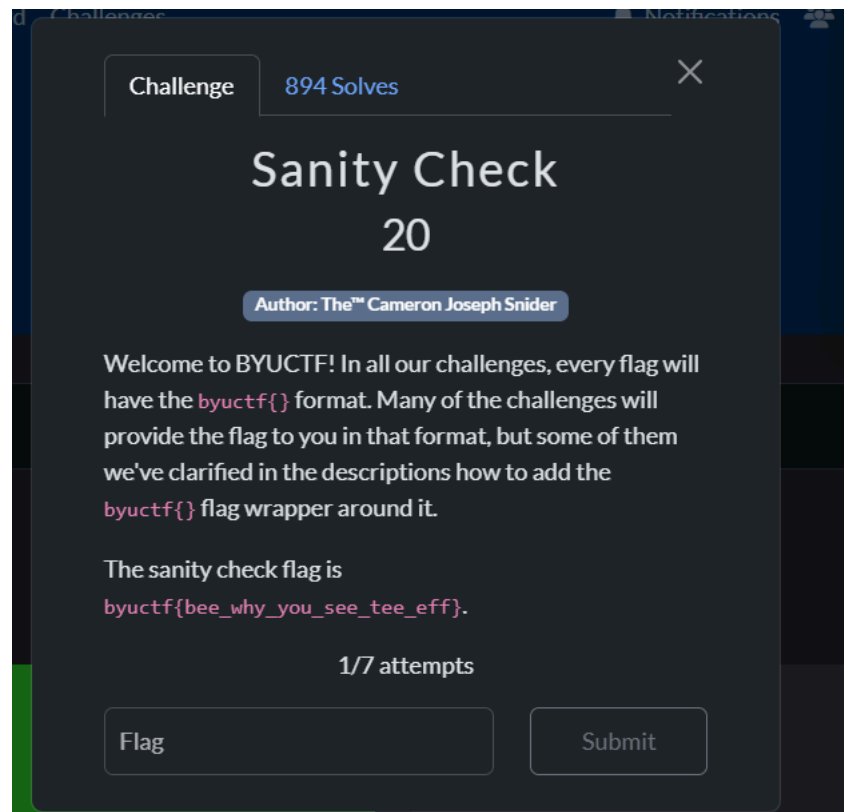 d Challenges Notifications
Challenge 894 Solves
Sanity Check
20
Author: The™ Cameron Joseph Snider
Welcome to BYUCTF! In all our challenges, every flag will
have the byuctf{} format. Many of the challenges will
provide the flag to you in that format, but some of them
we've clarified in the descriptions how to add the
byuctf{} flag wrapper around it.
The sanity check flag is
byuctf{bee_why_you_see_tee_eff}.
1/7 attempts
Flag Submit